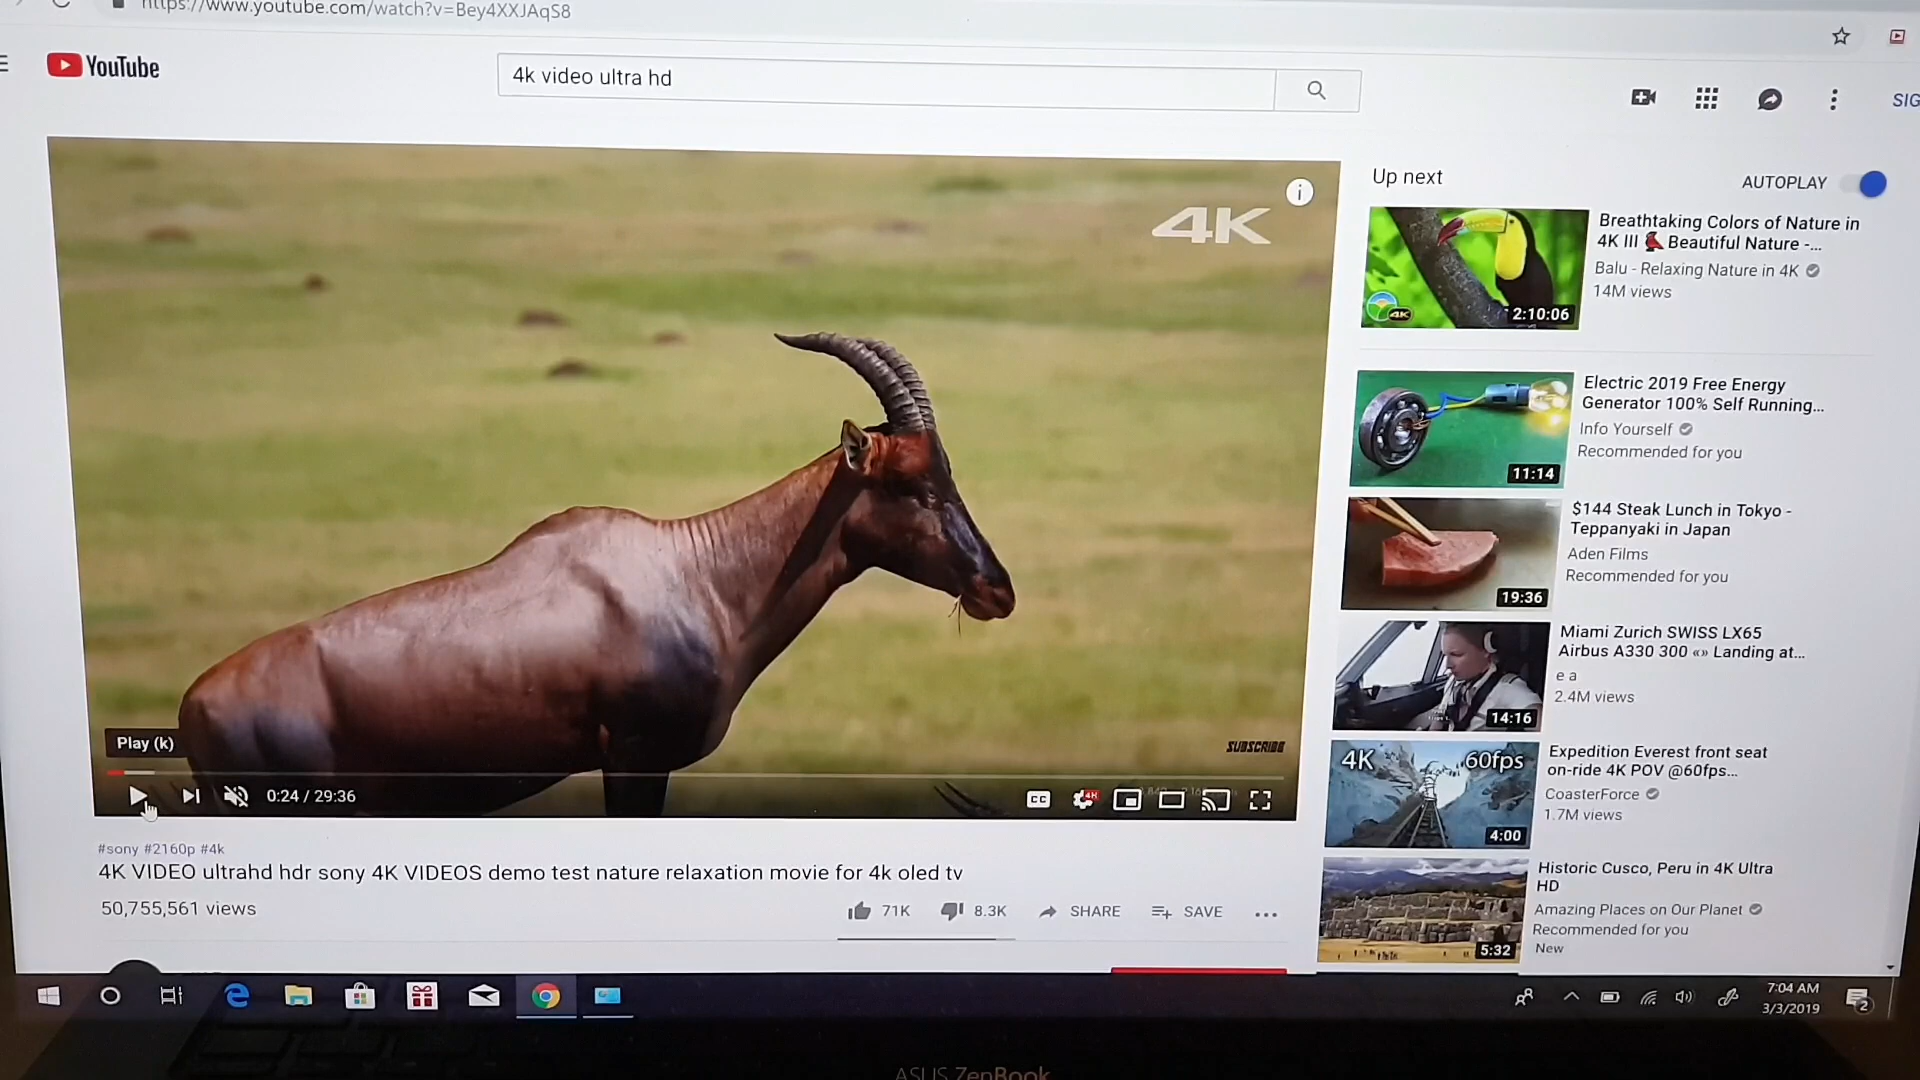 https://www.youtube.com/watch?v=Bey4XXJAqS8
YouTube
4k video ultra hd
SIG
4K
Up next
AUTOPLAY
Breathtaking Colors of Nature in
4K III Beautiful Nature -...
Balu - Relaxing Nature in 4K
14M views
4K
2:10:06
Electric 2019 Free Energy
Generator 100% Self Running...
Info Yourself
Recommended for you
11:14
$144 Steak Lunch in Tokyo -
Teppanyaki in Japan
Aden Films
Recommended for you
19:36
Miami Zurich SWISS LX65
Airbus A330 300 «» Landing at...
e a
2.4M views
14:16
Expedition Everest front seat
on-ride 4K POV @60fps...
CoasterForce
1.7M views
4K 60fps
4:00
Historic Cusco, Peru in 4K Ultra
HD
Amazing Places on Our Planet
Recommended for you
New
5:32
SUBSCRIBE
Play (k)
0:24 / 29:36
CC
4K
#sony #2160p #4k
4K VIDEO ultrahd hdr sony 4K VIDEOS demo test nature relaxation movie for 4k oled tv
50,755,561 views
71K
8.3K
SHARE
SAVE
7:04 AM
3/3/2019
2
ASUS ZenBook